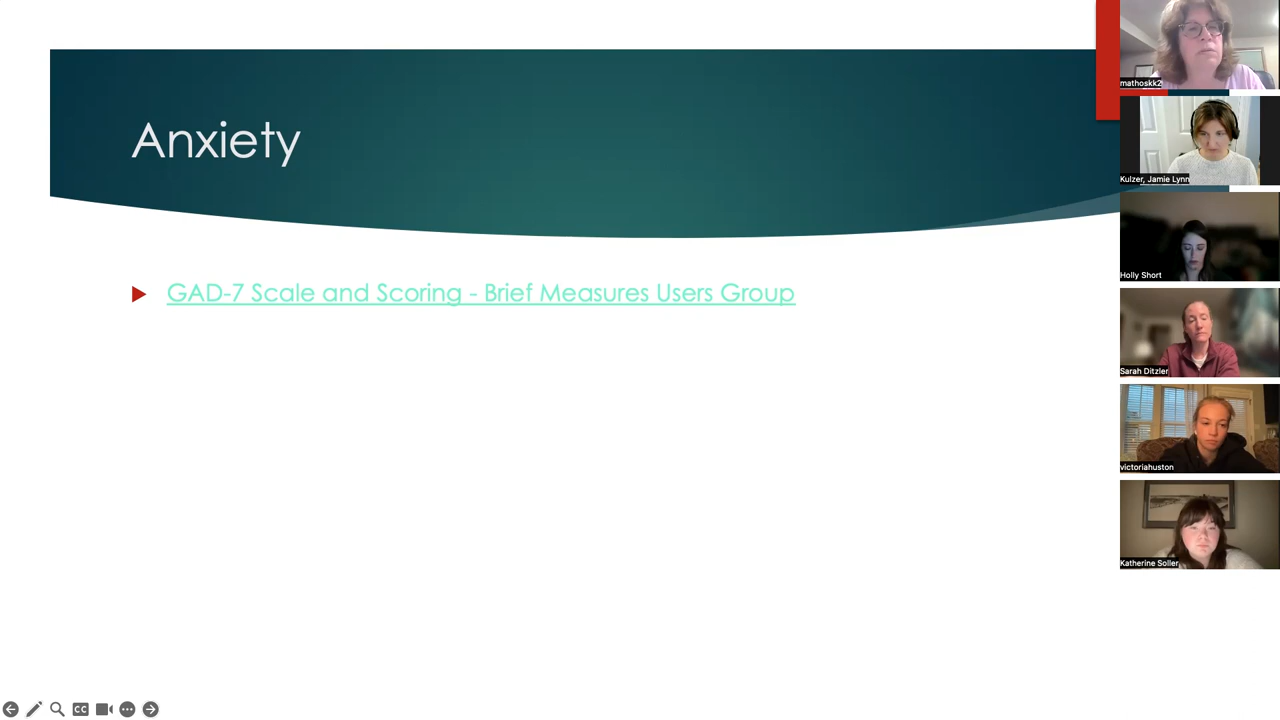 Anxiety
GAD-7 Scale and Scoring - Brief Measures Users Group
mathoskk2
Kulzer, Jamie Lynn
Holly Short
Sarah Ditzler
victoriahuston
Katherine Soller
CC